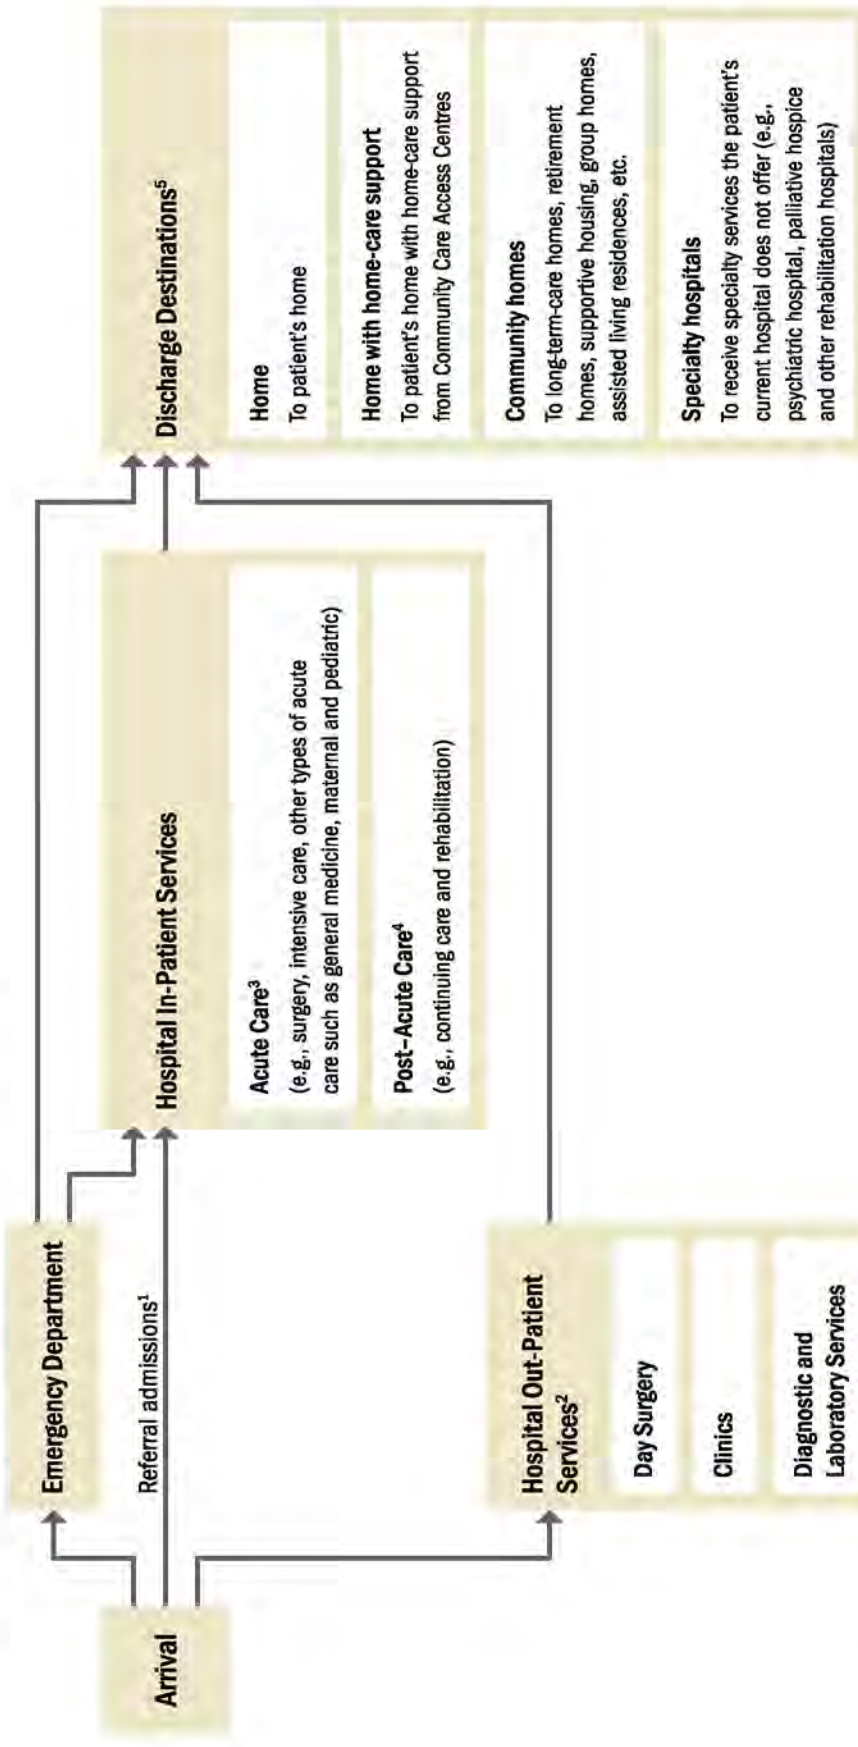 Arrival
Emergency Department
Referral admissions¹
Hospital Out-Patient
Services²
Day Surgery
Clinics
Diagnostic and
Laboratory Services
Hospital In-Patient Services
Acute Care³
(e.g., surgery, intensive care, other types of acute
care such as general medicine, maternal and pediatric)
Post–Acute Care⁴
(e.g., continuing care and rehabilitation)
Discharge Destinations⁵
Home
To patient's home
Home with home-care support
To patient's home with home-care support
from Community Care Access Centres
Community homes
To long-term-care homes, retirement
homes, supportive housing, group homes,
assisted living residences, etc.
Specialty hospitals
To receive specialty services the patient's
current hospital does not offer (e.g.,
psychiatric hospital, palliative hospice
and other rehabilitation hospitals)